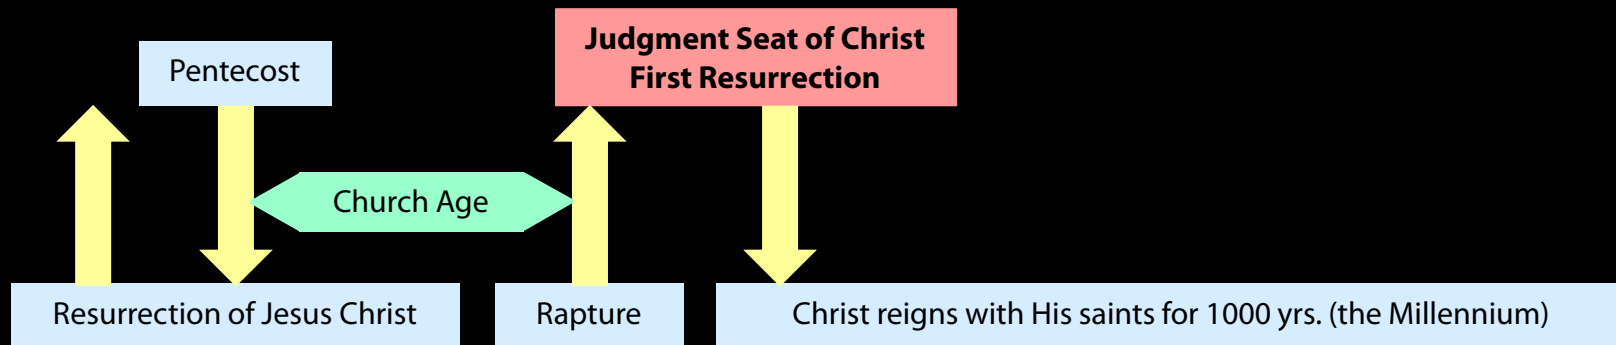 Judgment Seat of Christ
First Resurrection
Pentecost
Church Age
Resurrection of Jesus Christ
Rapture
Christ reigns with His saints for 1000 yrs. (the Millennium)